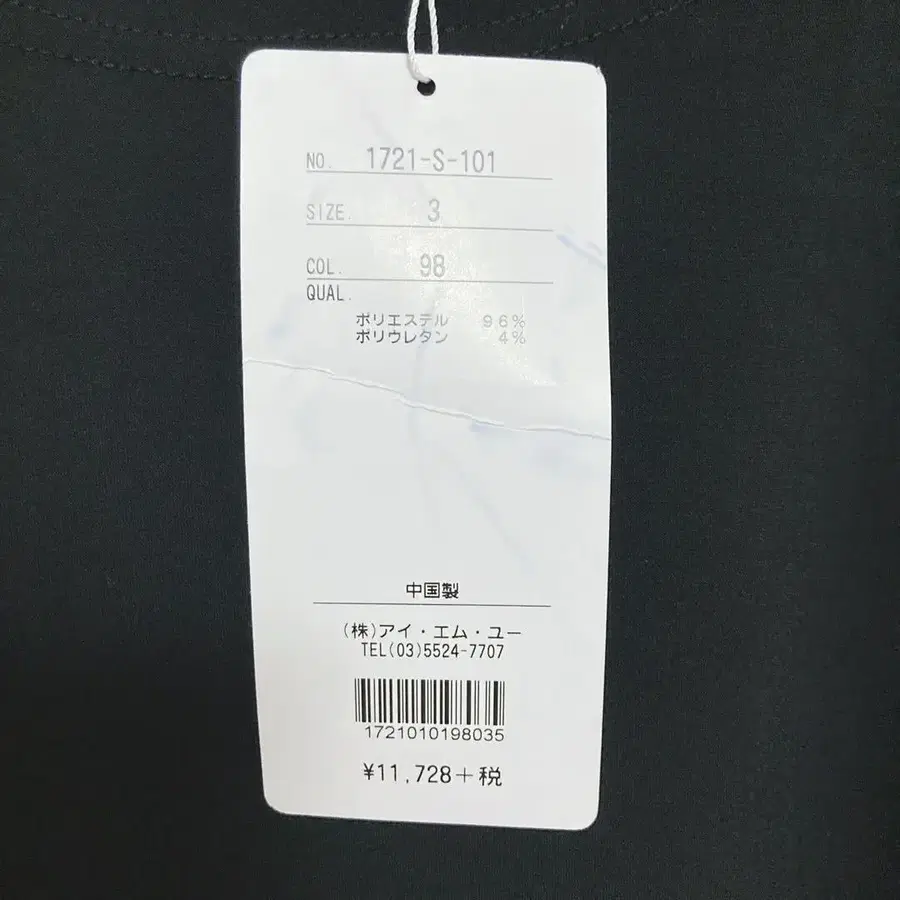 NO. 1721-S-101
SIZE. 3
COL. 98
QUAL.
ポリエステル 96%
ポリウレタン 4%
中国製
(株)アイ・エム・ユー
TEL(03)5524-7707
1721010198035
¥11,728+税